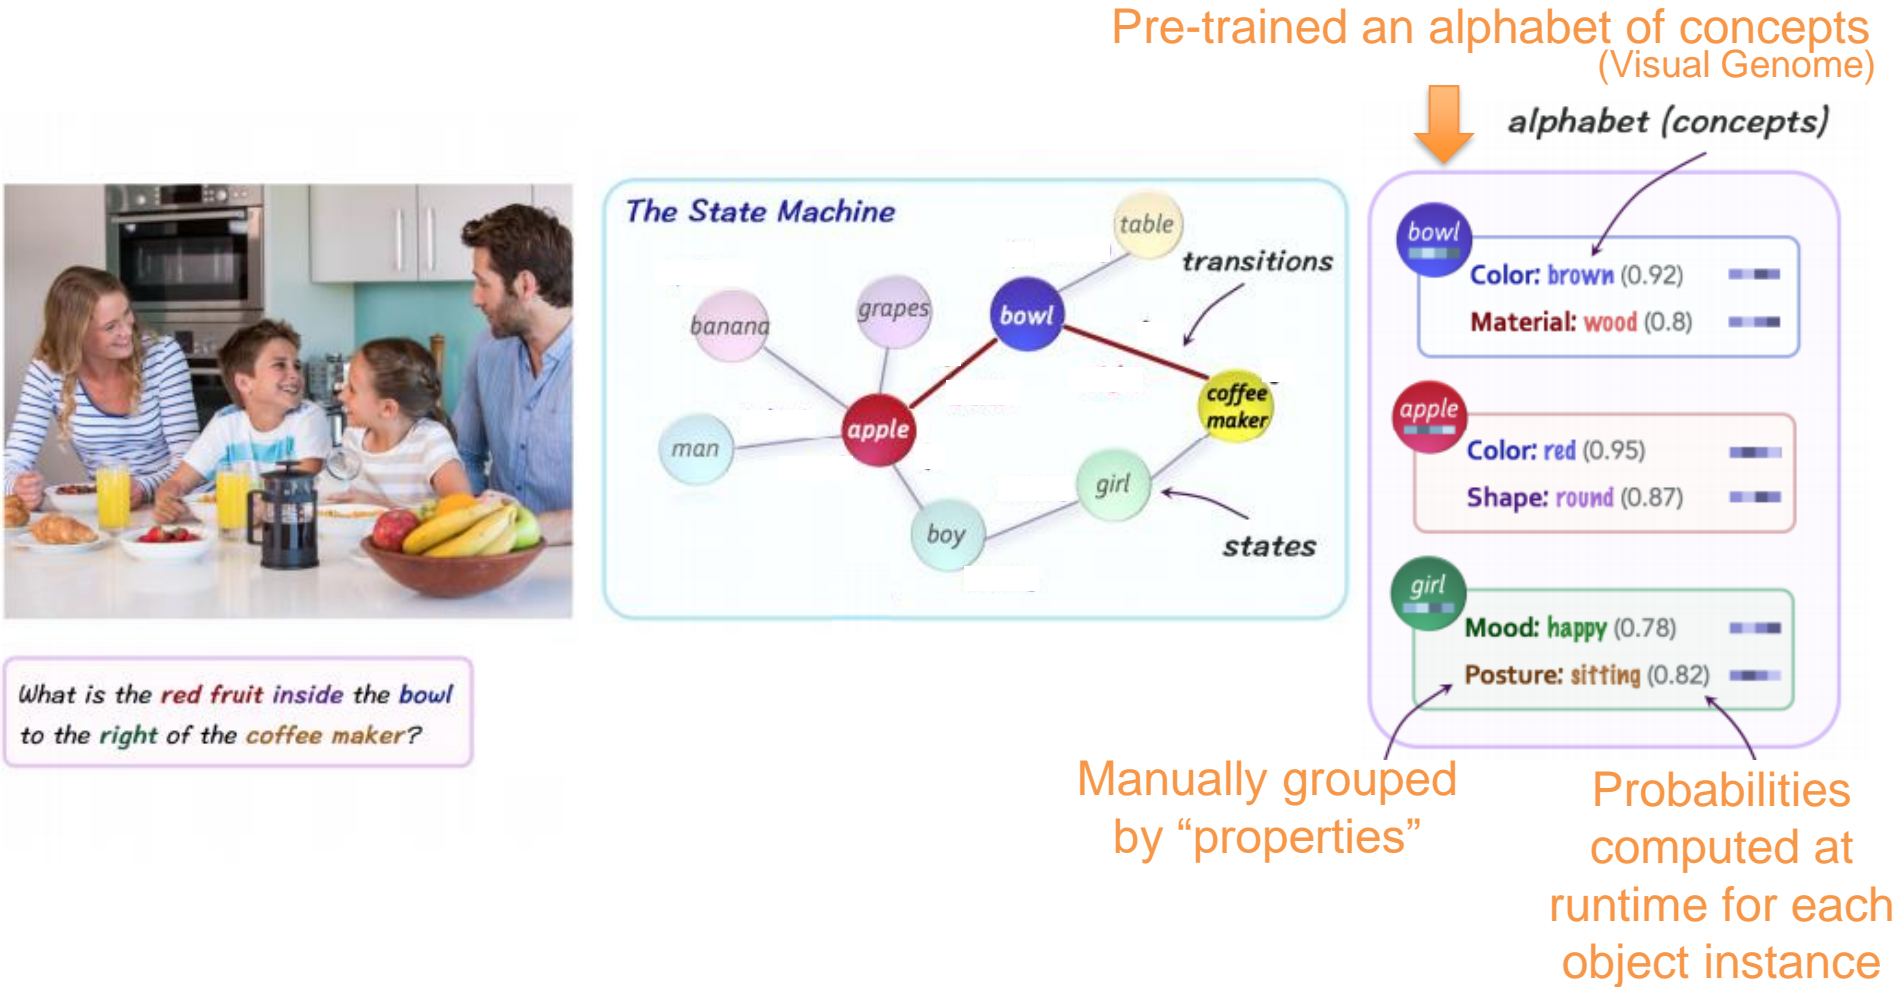 Pre-trained an alphabet of concepts
(Visual Genome)
alphabet (concepts)
The State Machine
table
transitions
banana
grapes
bowl
coffee
maker
man
apple
girl
boy
states
bowl
Color: brown (0.92)
Material: wood (0.8)
apple
Color: red (0.95)
Shape: round (0.87)
girl
Mood: happy (0.78)
Posture: sitting (0.82)
What is the red fruit inside the bowl
to the right of the coffee maker?
Manually grouped
by “properties”
Probabilities
computed at
runtime for each
object instance